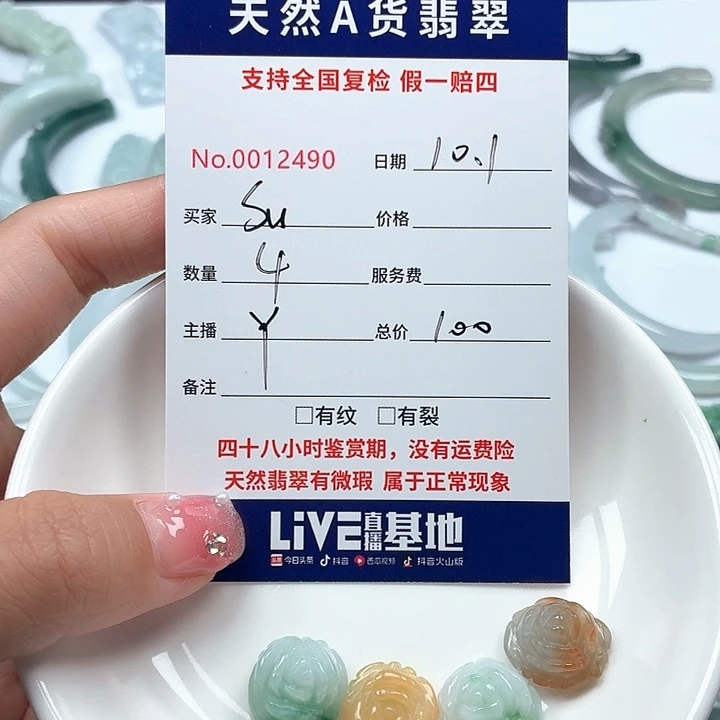 天然A货翡翠
支持全国复检 假一赔四
No.0012490 日期 10.1
买家 Su 价格
数量 4 服务费
主播 Y 总价 100
备注
□有纹 □有裂
四十八小时鉴赏期，没有运费险
天然翡翠有微瑕 属于正常现象
LiVE直播基地
头条 今日头条 抖音 西瓜视频 抖音火山版